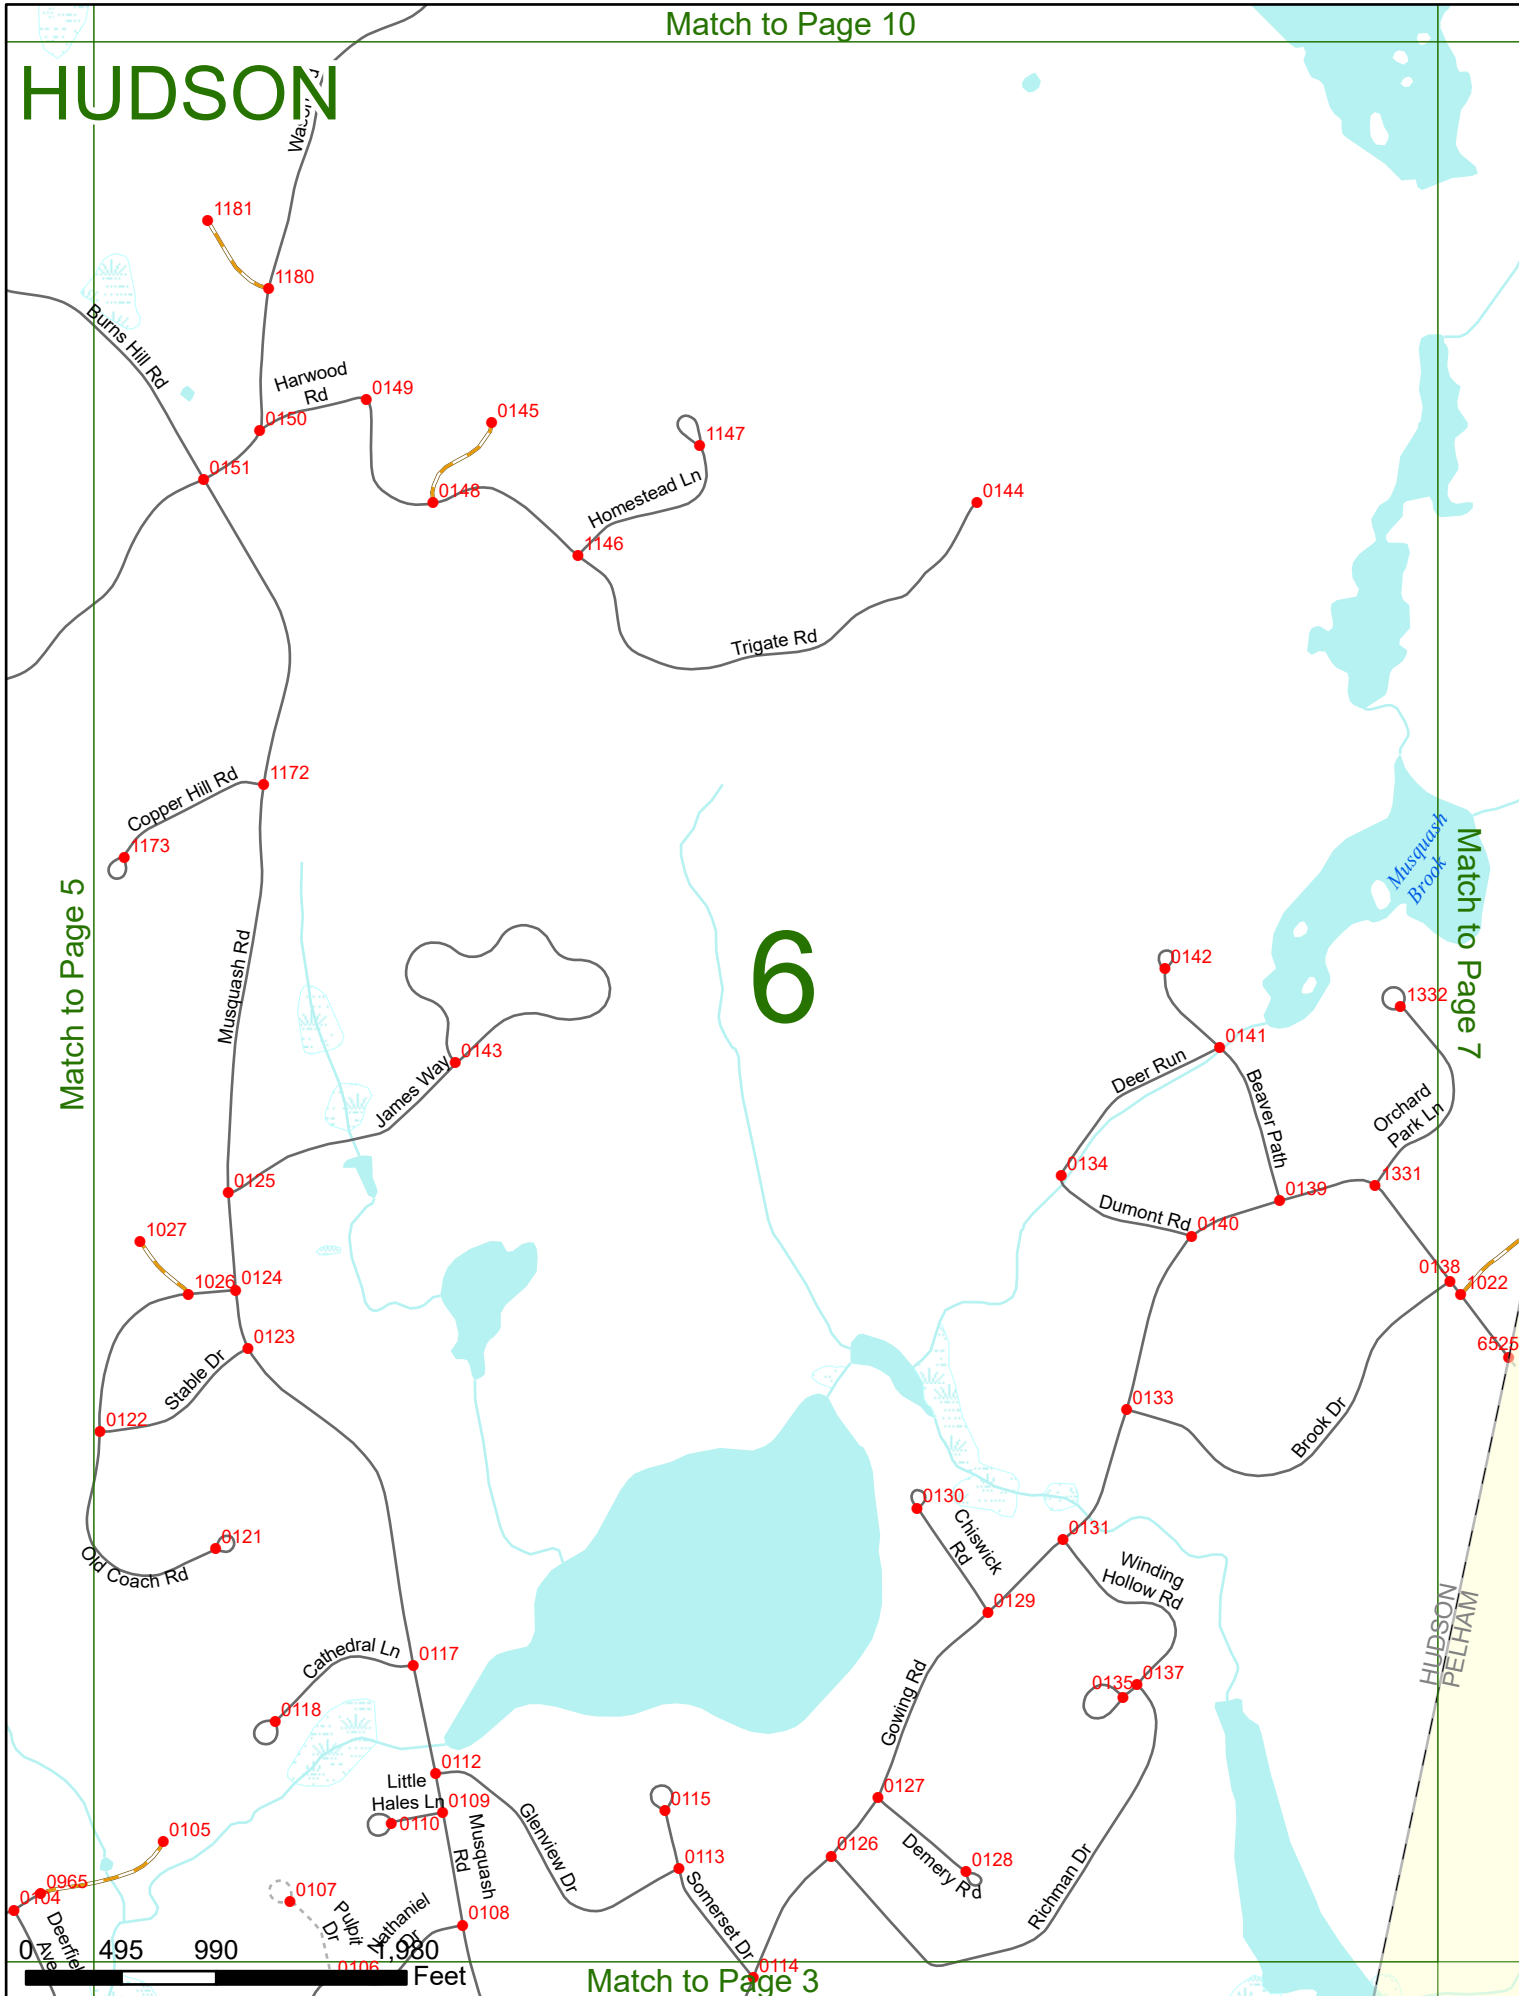 Match to Page 10
HUDSON
1181
1180
Burns Hill Rd
Harwood
Rd
0149
0145
0150
1147
0151
0148
Homestead Ln
0144
1146
Trigate Rd
1172
Copper Hill Rd
1173
Musquash
Brook
Match to Page 5
Match to Page 7
6
Musquash Rd
0142
1332
0141
0143
James Way
Deer Run
Beaver Path
Orchard
Park Ln
0134
1331
0125
0139
Dumont Rd
0140
1027
1026
0124
0138
1022
0123
6525
Stable Dr
0122
0133
Brook Dr
0130
Chiswick
Rd
0121
0131
Old Coach Rd
Winding
Hollow Rd
0129
HUDSON
PELHAM
Cathedral Ln
0117
Gowing Rd
0137
0135
0118
0112
Little
Hales Ln
0109
0110
Musquash
Rd
Glenview Dr
0115
0127
0105
0113
0126
Demery Rd
0128
Richman Dr
0965
0104
0107
Pulpit
Dr
Nathaniel
Dr
0108
Somerset Dr
Ave
0106
0114
0 495 990 1,980
Feet
Match to Page 3